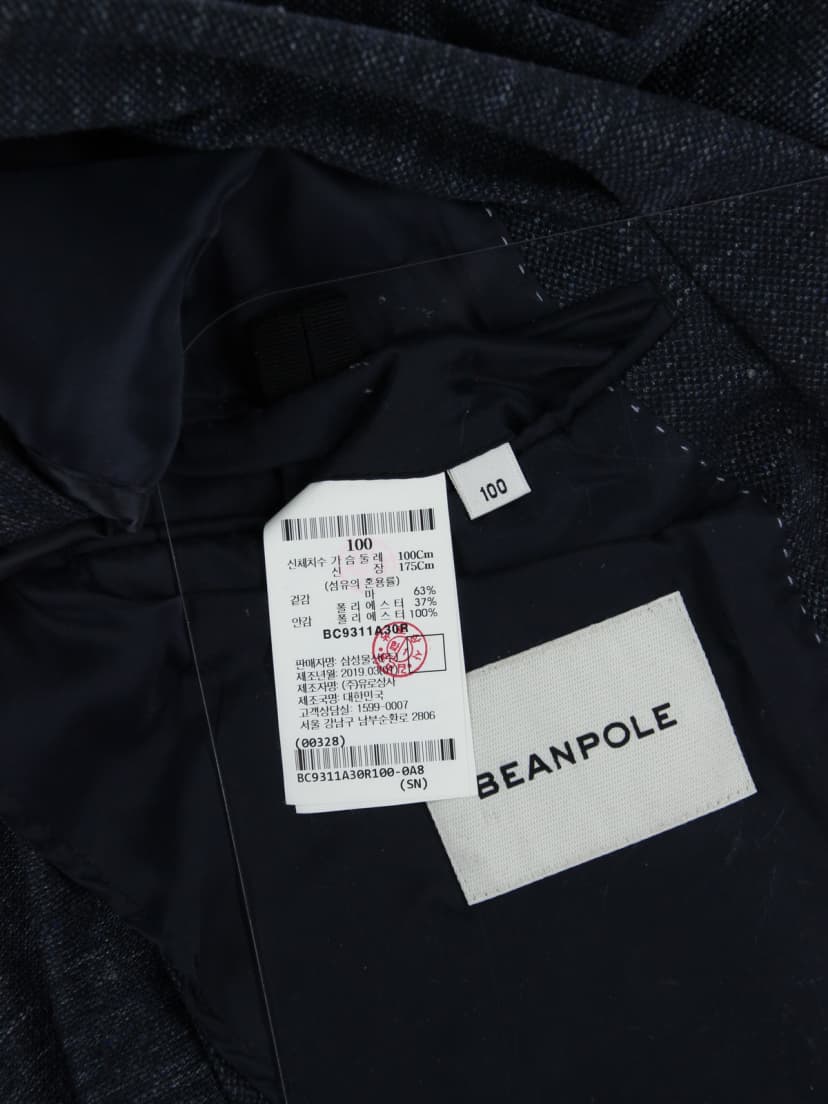 100
100
신체치수 가 슴 둘 레 100Cm
신 장 175Cm
(섬유의 혼용률)
겉감 마 63%
폴 리 에 스 터 37%
안감 폴 리 에 스 터 100%
BC9311A30R
판매자명: 삼성물산
제조년월: 2019.03
제조자명: (주)유로상사
제조국명: 대한민국
고객상담실: 1599-0007
서울 강남구 남부순환로 2806
(00328)
BC9311A30R100-0A8
(SN)
BEANPOLE